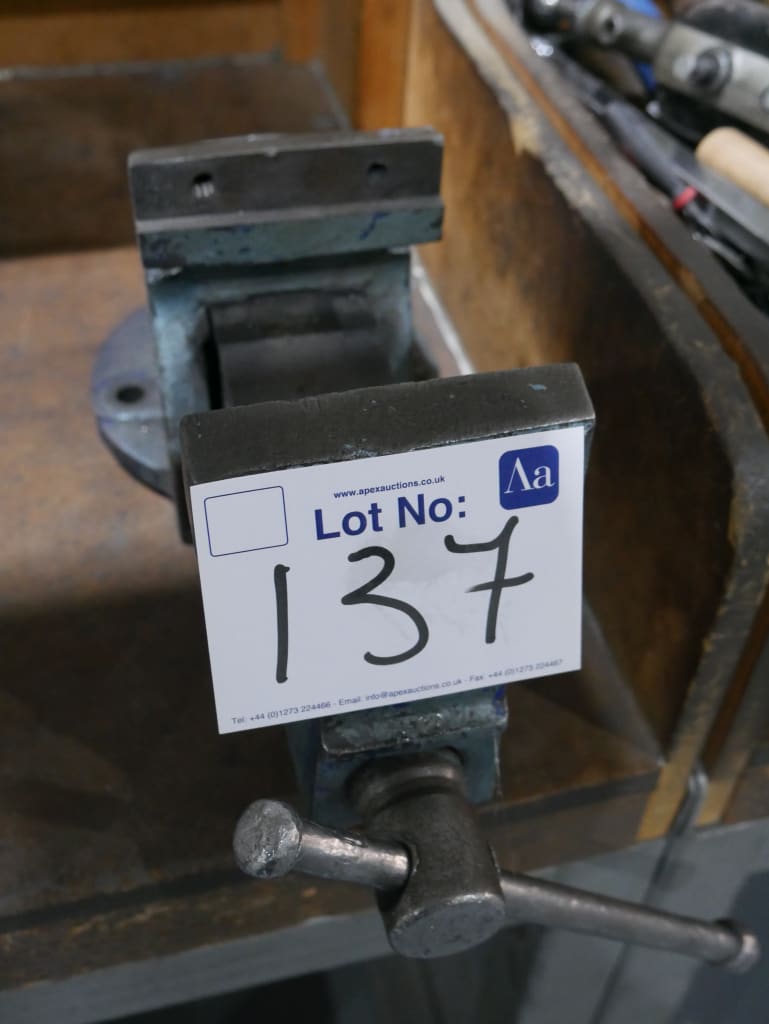 www.apexauctions.co.uk
Aa
Lot No:
137
Tel: +44 (0)1273 224466 - Email: info@apexauctions.co.uk - Fax: +44 (0)1273 224467